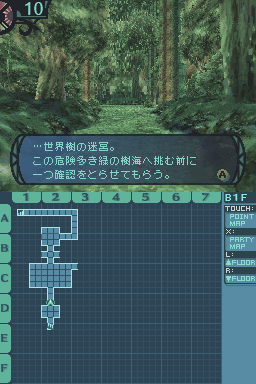 10
…世界樹の迷宮。
この危険多き緑の樹海へ挑む前に
一つ確認をとらせてもらう。
A
1 2 3 4 5 6 7
B1F
TOUCH:
POINT
MAP
X:
PARTY
MAP
L:
▲FLOOR
R:
▼FLOOR
A
B
C
D
E
F